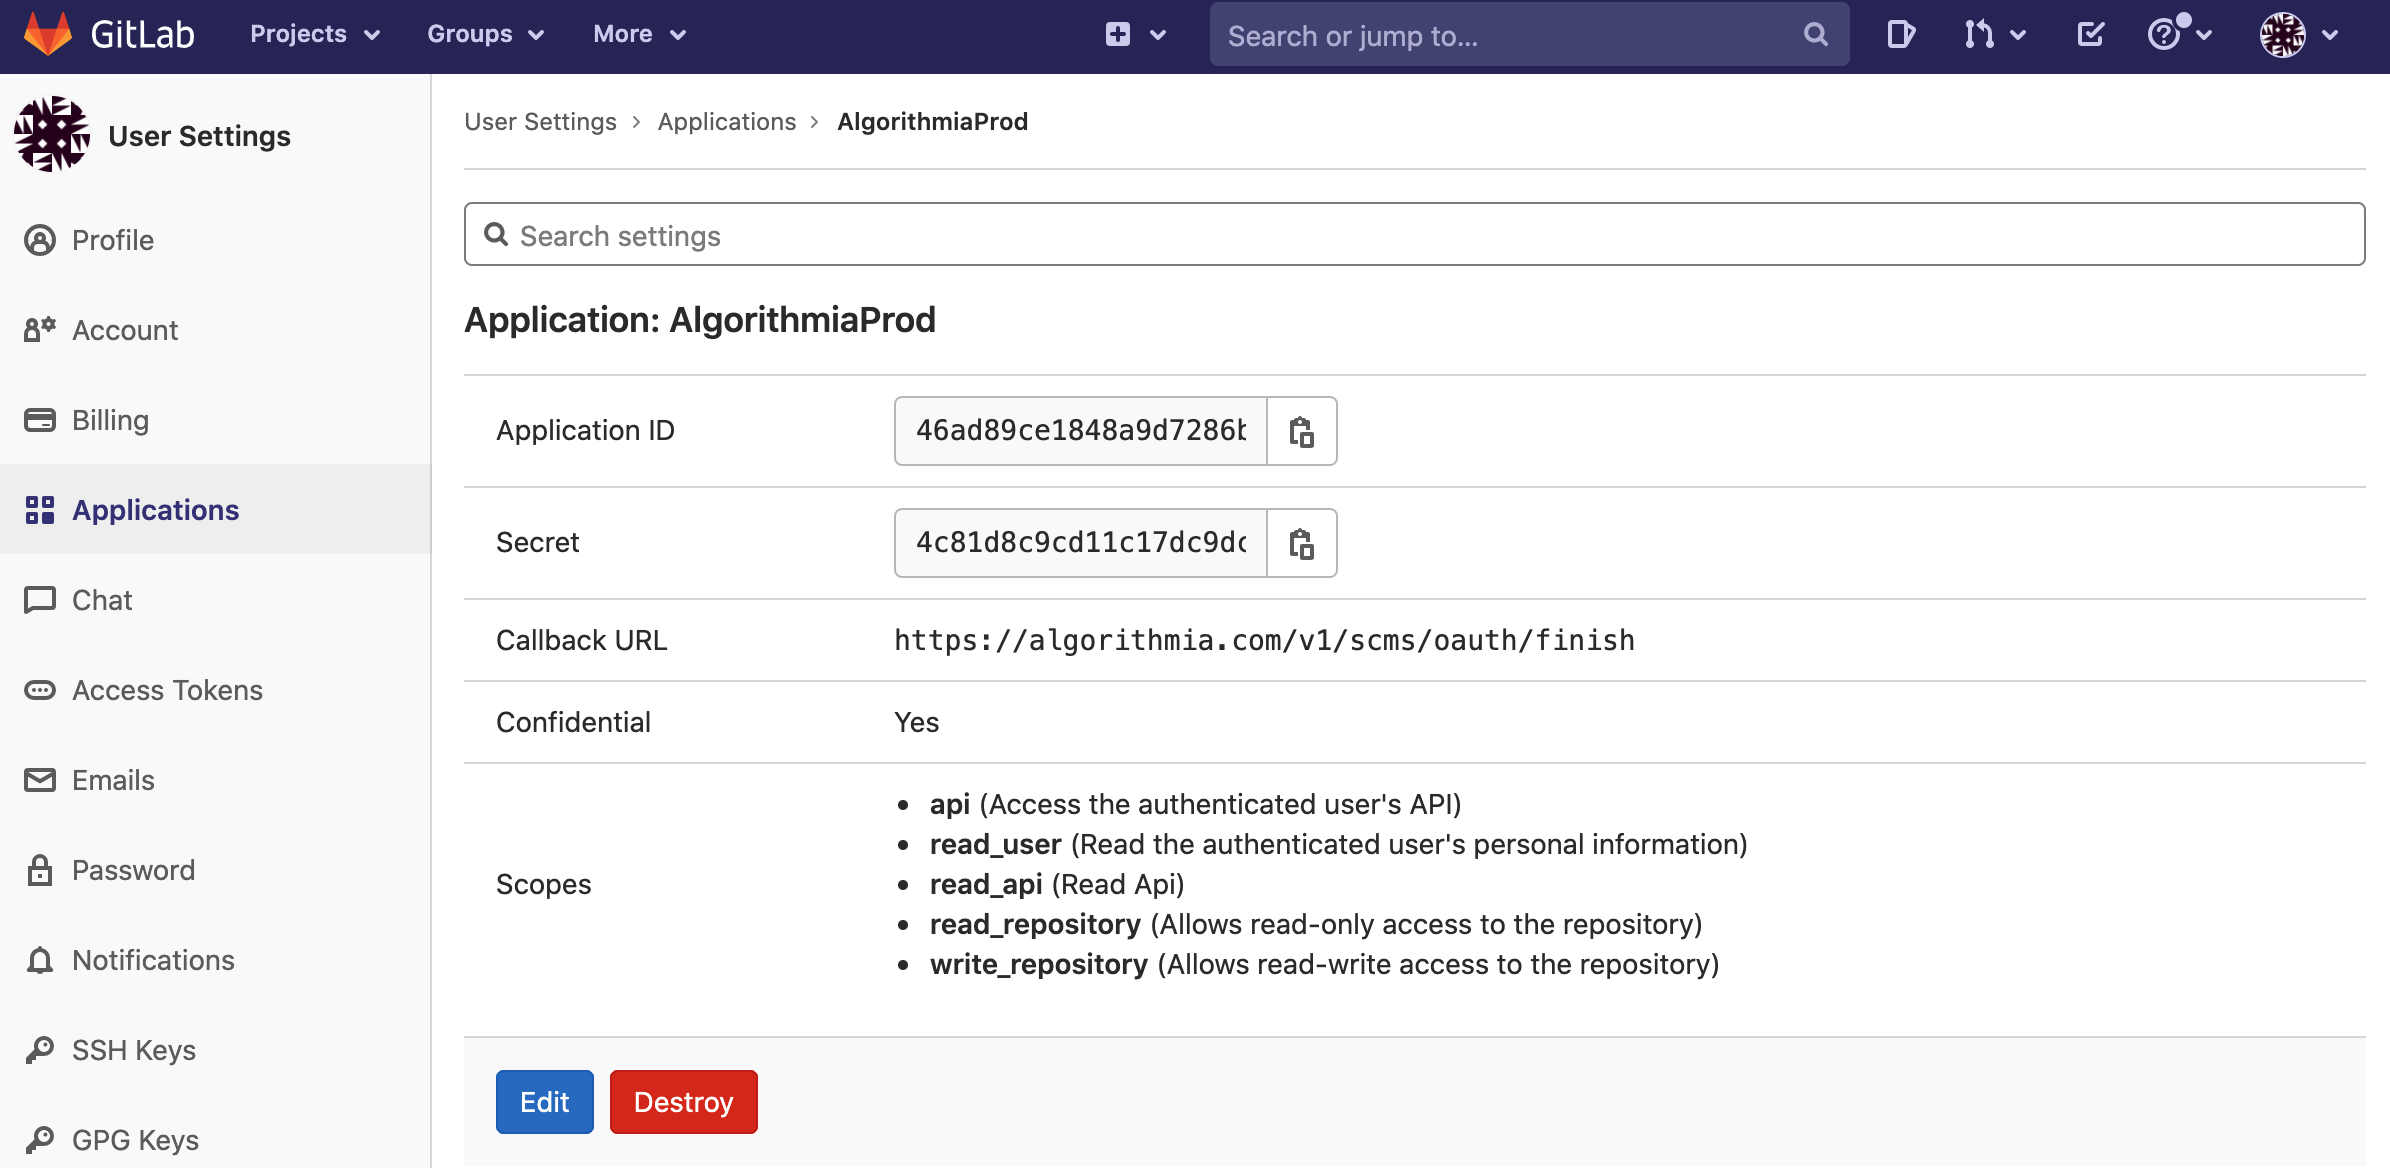 GitLab Projects Groups More Search or jump to...
User Settings
Profile
Account
Billing
Applications
Chat
Access Tokens
Emails
Password
Notifications
SSH Keys
GPG Keys
User Settings > Applications > AlgorithmiaProd
Search settings
Application: AlgorithmiaProd
Application ID 46ad89ce1848a9d7286b
Secret 4c81d8c9cd11c17dc9dc
Callback URL https://algorithmia.com/v1/scms/oauth/finish
Confidential Yes
Scopes
• api (Access the authenticated user's API)
• read_user (Read the authenticated user's personal information)
• read_api (Read Api)
• read_repository (Allows read-only access to the repository)
• write_repository (Allows read-write access to the repository)
Edit Destroy